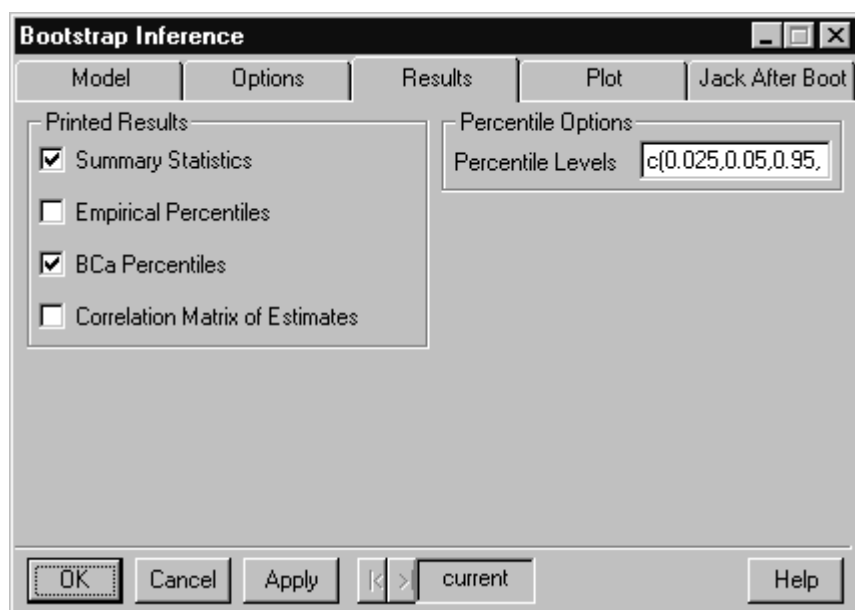 Bootstrap Inference
Model Options Results Plot Jack After Boot
Printed Results
Summary Statistics
Empirical Percentiles
BCa Percentiles
Correlation Matrix of Estimates
Percentile Options
Percentile Levels c(0.025,0.05,0.95,
OK Cancel Apply |< >| current Help